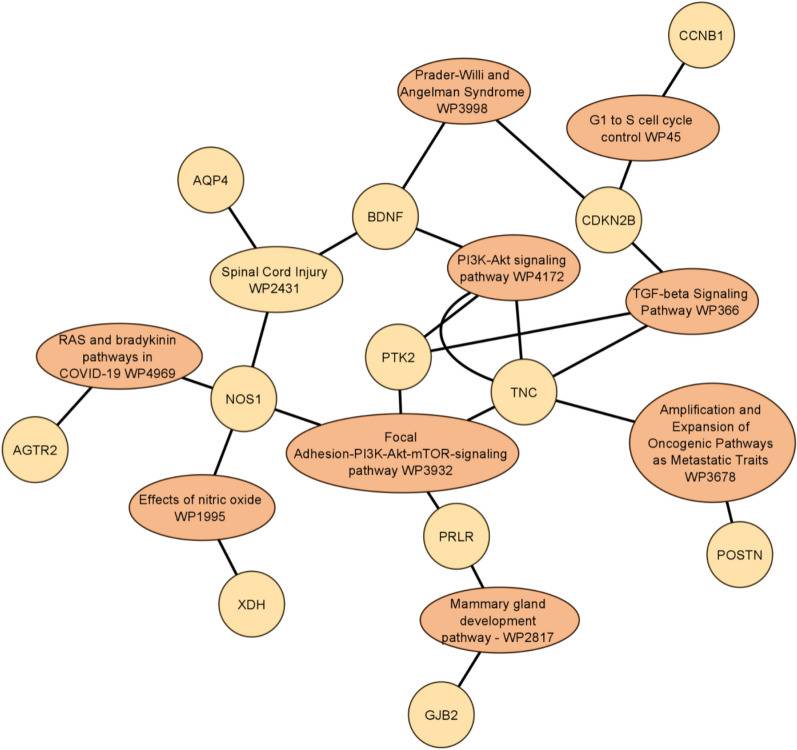 CCNB1
Prader-Willi and
Angelman Syndrome
WP3998
G1 to S cell cycle
control WP45
AQP4
BDNF
CDKN2B
Spinal Cord Injury
WP2431
PI3K-Akt signaling
pathway WP4172
TGF-beta Signaling
Pathway WP366
RAS and bradykinin
pathways in
COVID-19 WP4969
PTK2
NOS1
TNC
AGTR2
Focal
Adhesion-PI3K-Akt-mTOR-signaling
pathway WP3932
Amplification and
Expansion of
Oncogenic Pathways
as Metastatic Traits
WP3678
Effects of nitric oxide
WP1995
PRLR
POSTN
XDH
Mammary gland
development
pathway - WP2817
GJB2